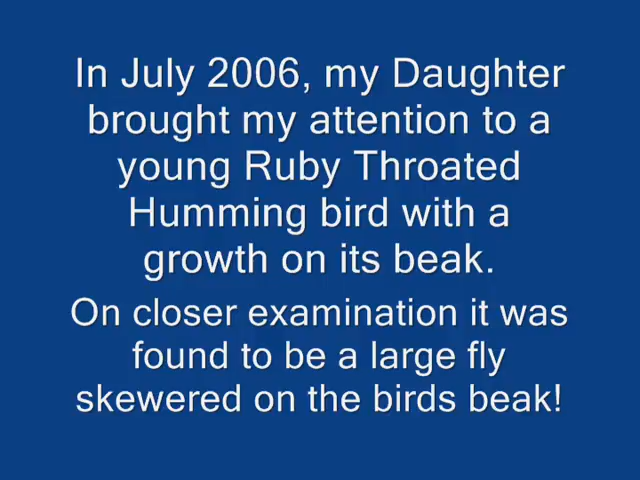 In July 2006, my Daughter
brought my attention to a
young Ruby Throated
Humming bird with a
growth on its beak.
On closer examination it was
found to be a large fly
skewered on the birds beak!